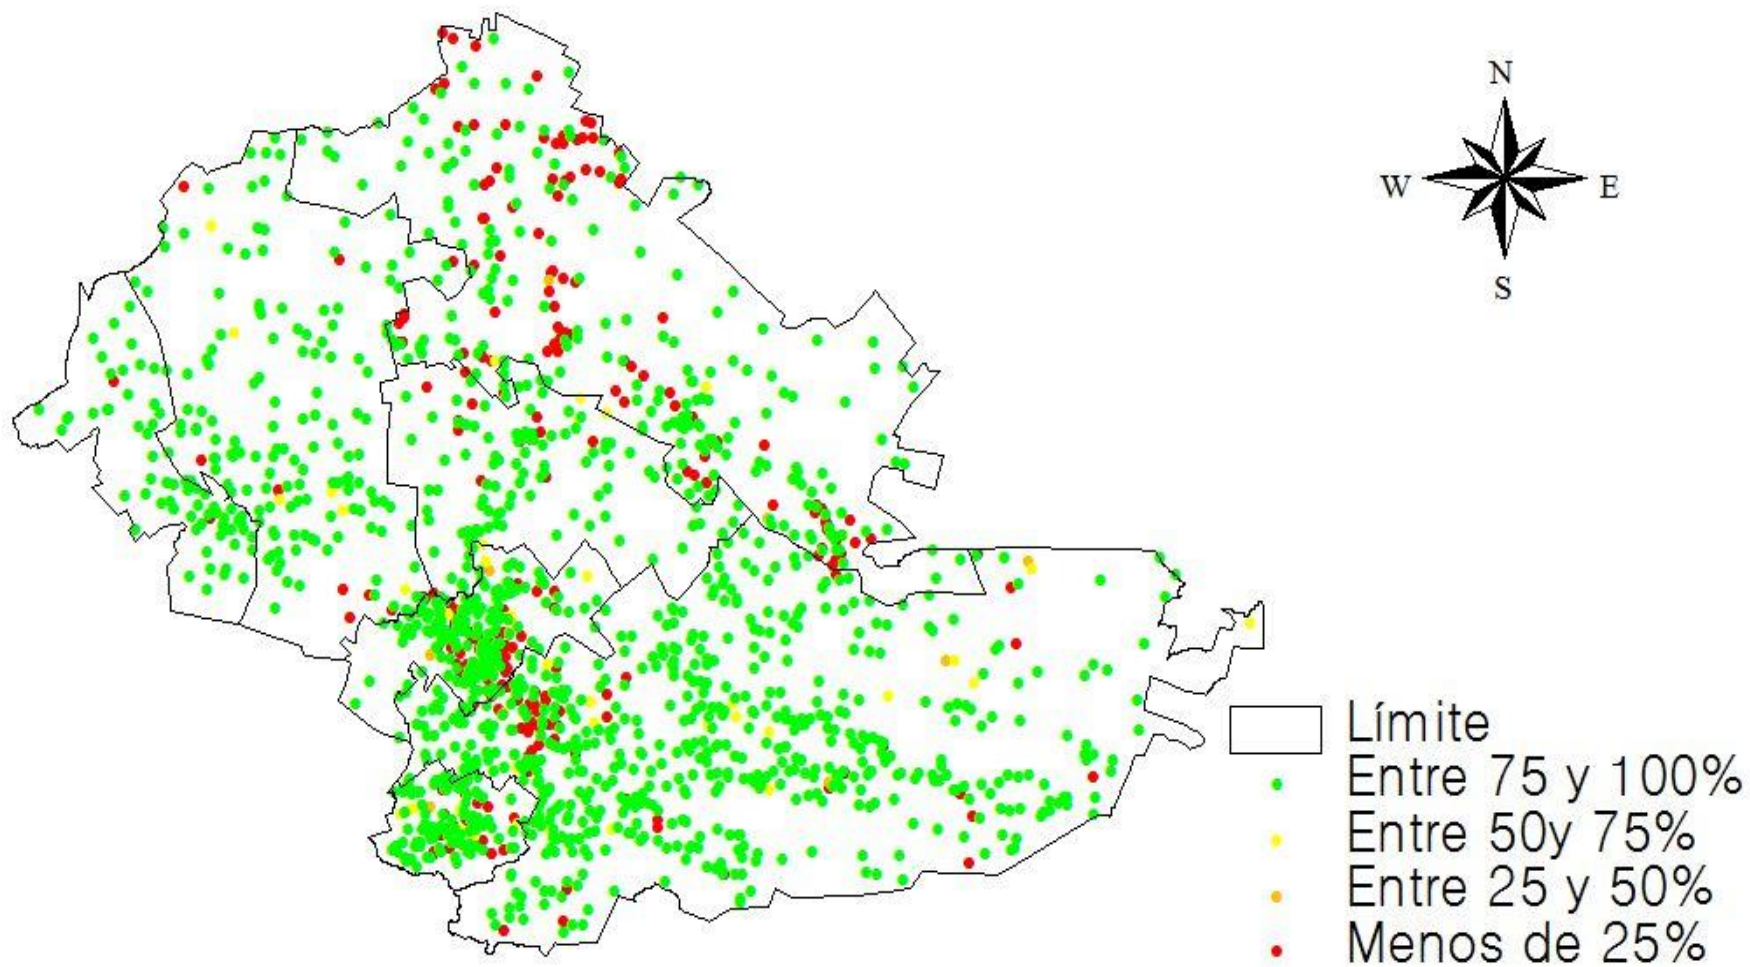 N
W
E
S
Límite
Entre 75 y 100%
Entre 50y 75%
Entre 25 y 50%
Menos de 25%